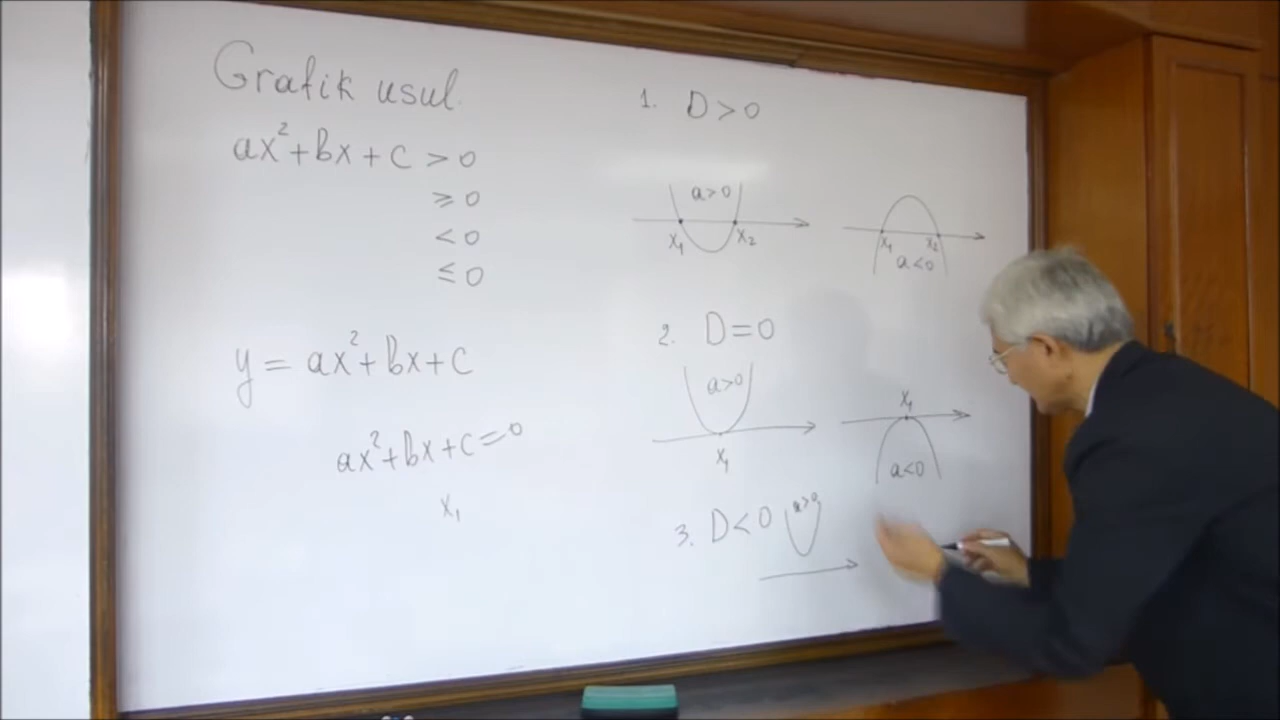 Grafik usul.
ax²+bx+c > 0
≥ 0
< 0
≤ 0
y = ax²+bx+c
ax²+bx+c=0
x₁
1. D > 0
a>0
x₁ x₂
x₁ x₂
a<0
2. D=0
a>0
x₁
x₁
a<0
3. D<0
a>0